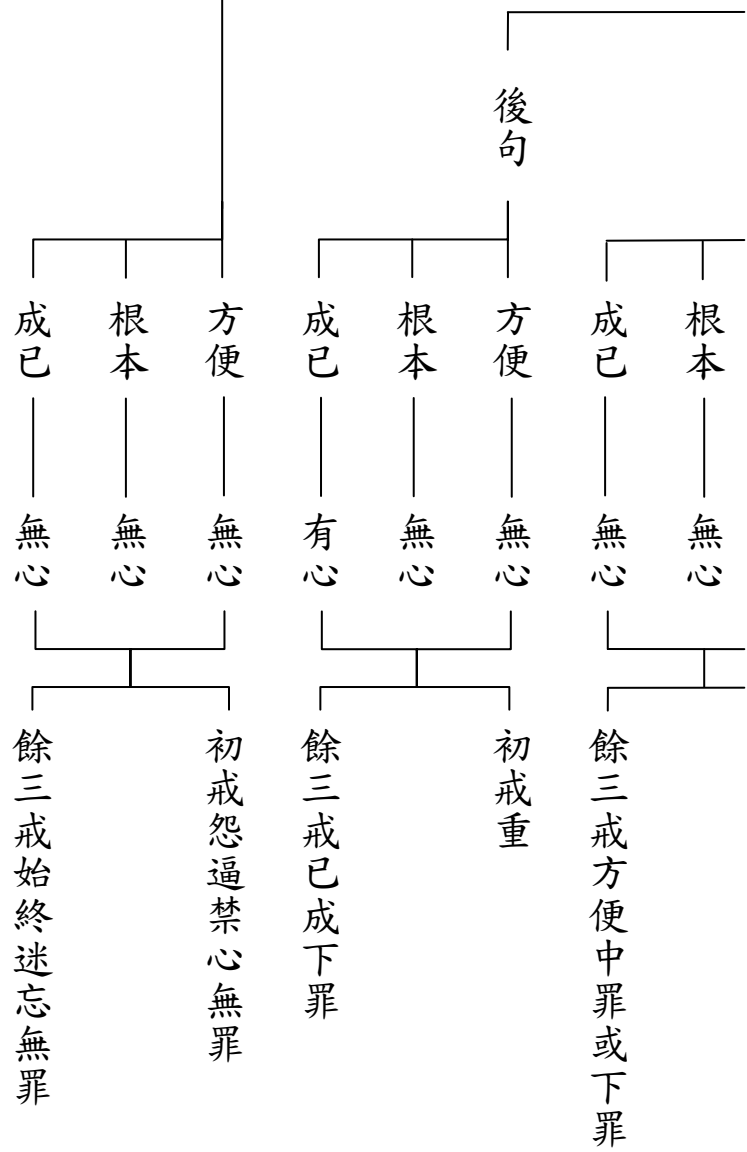 根本
無心
成已
無心
餘三戒方便中罪或下罪
後句
方便
無心
根本
無心
成已
有心
初戒重
餘三戒已成下罪
方便
無心
根本
無心
成已
無心
初戒怨逼禁心無罪
餘三戒始終迷忘無罪